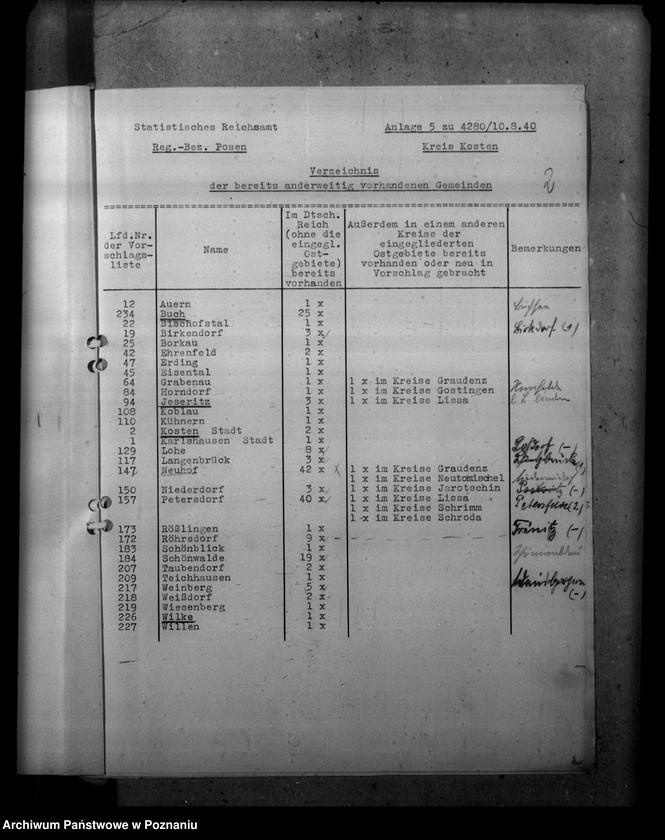 Statistisches Reichsamt Anlage 5 zu 4280/10.8.40
Reg.-Bez. Posen Kreis Kosten
Verzeichnis
der bereits anderweitig vorhandenen Gemeinden
2
Lfd.Nr. der Vor- schlags- liste
Name
Im Dtsch. Reich (ohne die eingegl. Ost- gebiete) bereits vorhanden
Außerdem in einem anderen Kreise der eingegliederten Ostgebiete bereits vorhanden oder neu in Vorschlag gebracht
Bemerkungen
12 Auern 1 x
234 Buch 25 x
22 Bischofstal 1 x
19 Birkendorf 3 x Birkdorf
25 Borkau 1 x
42 Ehrenfeld 2 x
47 Erding 1 x
45 Eisental 1 x
64 Grabenau 1 x 1 x im Kreise Graudenz
84 Horndorf 1 x 1 x im Kreise Gostingen
94 Jeseritz 3 x 1 x im Kreise Lissa
108 Koblau 1 x
110 Kühnern 1 x
2 Kosten Stadt 2 x
1 Karlshausen Stadt 1 x
129 Lohe 8 x (-)
117 Langenbrück 3 x
147 Neuhof 42 x 1 x im Kreise Graudenz
1 x im Kreise Neutomischel
150 Niederdorf 3 x 1 x im Kreise Jarotschin (-)
157 Petersdorf 40 x 1 x im Kreise Lissa Petersfelde (2)
1 x im Kreise Schrimm
1 x im Kreise Schroda
173 Rößlingen 1 x (-)
172 Röhrsdorf 9 x
183 Schönblick 1 x
184 Schönwalde 19 x
207 Taubendorf 2 x
209 Teichhausen 1 x
217 Weinberg 5 x
218 Weißdorf 2 x (-)
219 Wiesenberg 1 x
226 Wilke 1 x
227 Willen 1 x
Archiwum Państwowe w Poznaniu